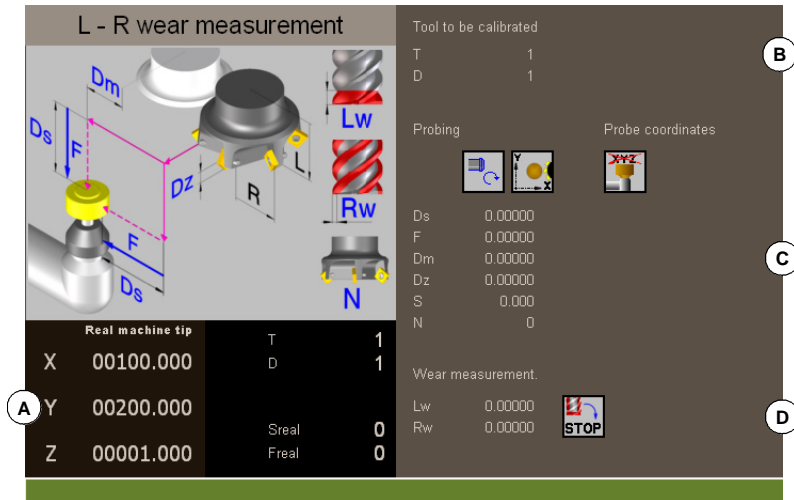 L - R wear measurement
Dm
Ds
F
Dz
L
R
F
Ds
Lw
Rw
N
Real machine tip
X 00100.000
Y 00200.000
Z 00001.000
T 1
D 1
Sreal 0
Freal 0
A
Tool to be calibrated
T 1
D 1
B
Probing
Probe coordinates
Y
X
XYZ
Ds 0.00000
F 0.00000
Dm 0.00000
Dz 0.00000
S 0.000
N 0
C
Wear measurement.
Lw 0.00000
Rw 0.00000
STOP
D